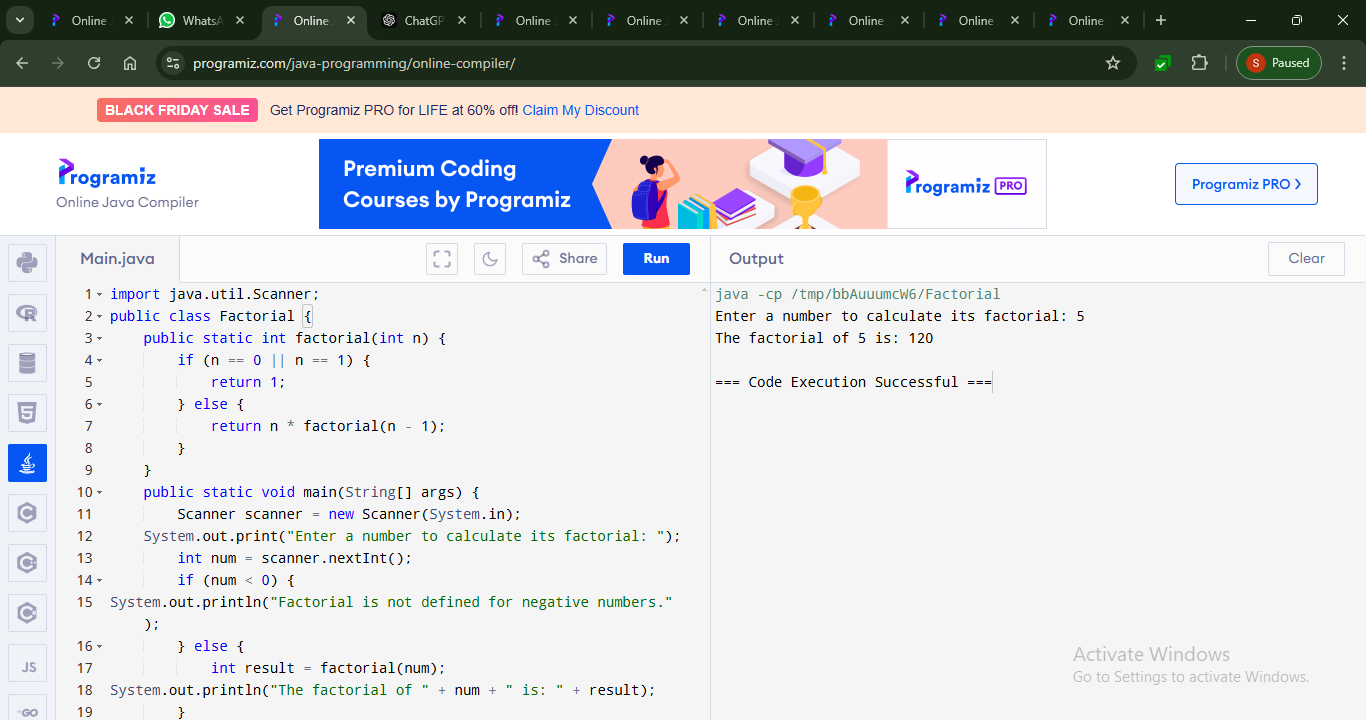 Online J
WhatsA
Online J
ChatGP
Online J
Online J
Online J
Online
Online
Online J
programiz.com/java-programming/online-compiler/
S Paused
BLACK FRIDAY SALE Get Programiz PRO for LIFE at 60% off! Claim My Discount
Programiz
Online Java Compiler
Premium Coding
Courses by Programiz
Programiz PRO
Programiz PRO >
Main.java
Share
Run
Output
Clear
1 import java.util.Scanner;
2 public class Factorial {
3 public static int factorial(int n) {
4 if (n == 0 || n == 1) {
5 return 1;
6 } else {
7 return n * factorial(n - 1);
8 }
9 }
10 public static void main(String[] args) {
11 Scanner scanner = new Scanner(System.in);
12 System.out.print("Enter a number to calculate its factorial: ");
13 int num = scanner.nextInt();
14 if (num < 0) {
15 System.out.println("Factorial is not defined for negative numbers."
);
16 } else {
17 int result = factorial(num);
18 System.out.println("The factorial of " + num + " is: " + result);
19 }
java -cp /tmp/bbAuuumcW6/Factorial
Enter a number to calculate its factorial: 5
The factorial of 5 is: 120
=== Code Execution Successful ===
R
5
C
C
C
JS
GO
Activate Windows
Go to Settings to activate Windows.